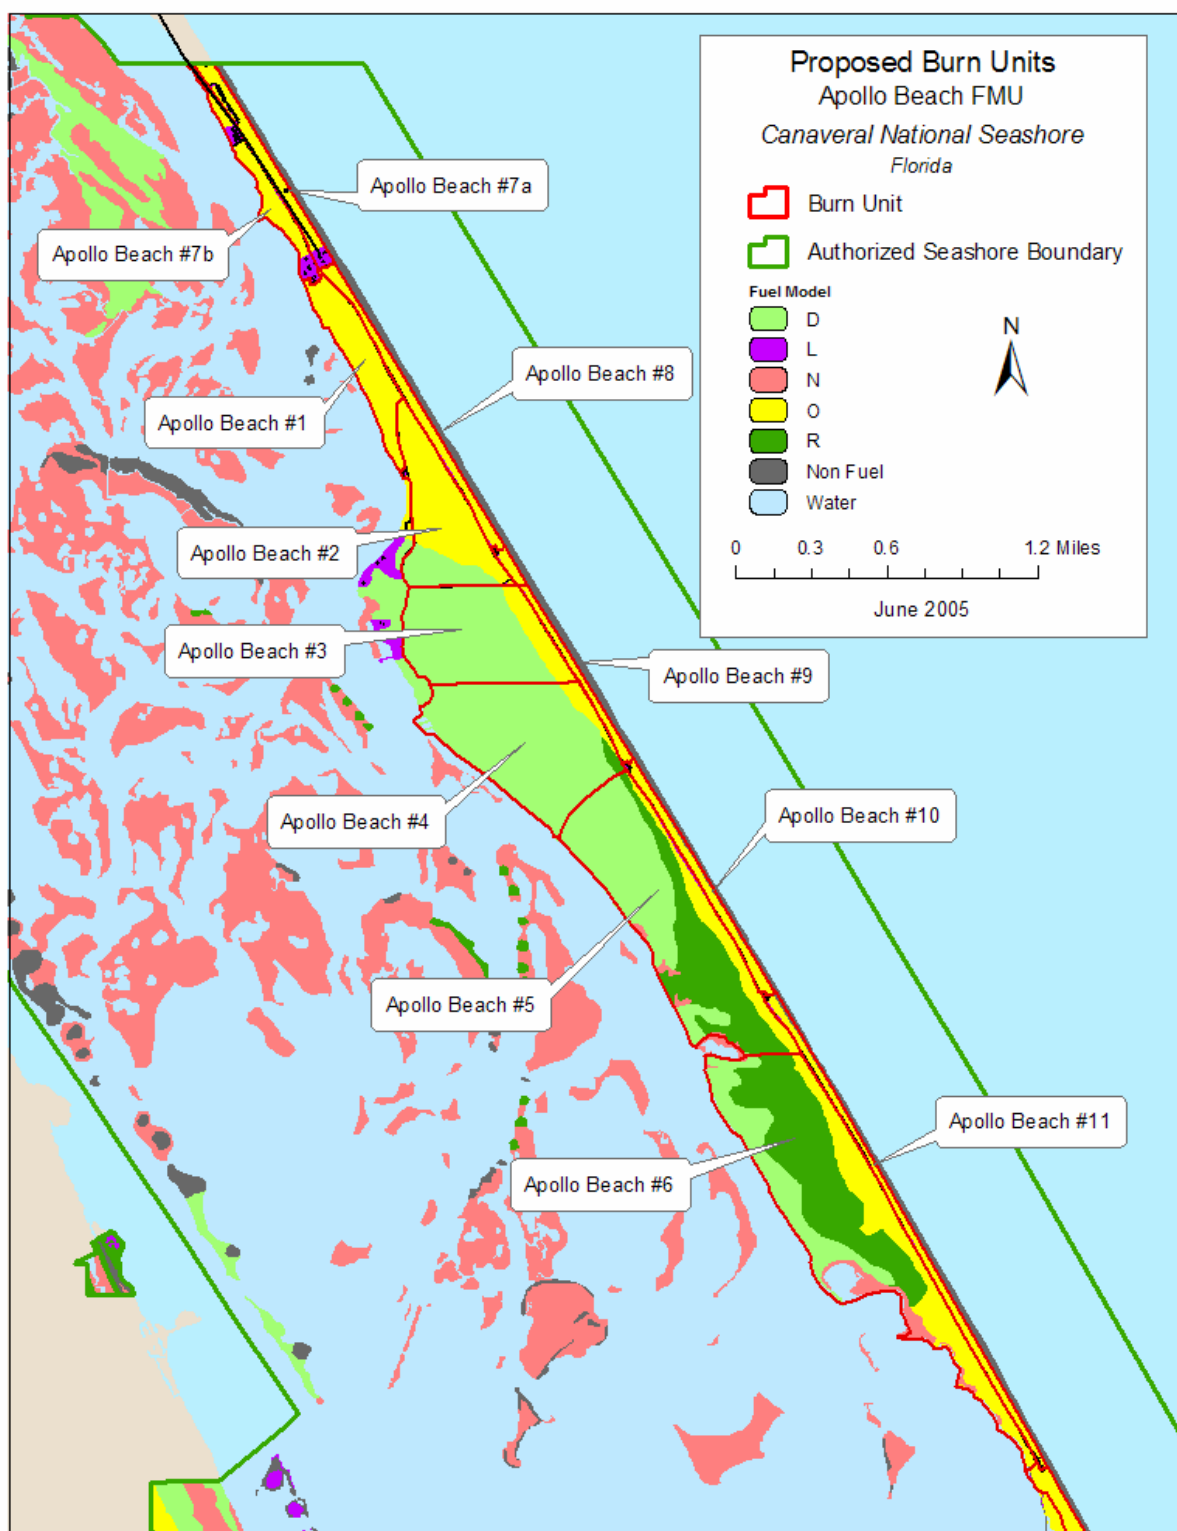 Proposed Burn Units
Apollo Beach FMU
Canaveral National Seashore
Florida
Burn Unit
Authorized Seashore Boundary
Fuel Model
D
L
N
O
R
Non Fuel
Water
N
0 0.3 0.6 1.2 Miles
June 2005
Apollo Beach #7a
Apollo Beach #7b
Apollo Beach #8
Apollo Beach #1
Apollo Beach #2
Apollo Beach #3
Apollo Beach #9
Apollo Beach #4
Apollo Beach #10
Apollo Beach #5
Apollo Beach #11
Apollo Beach #6